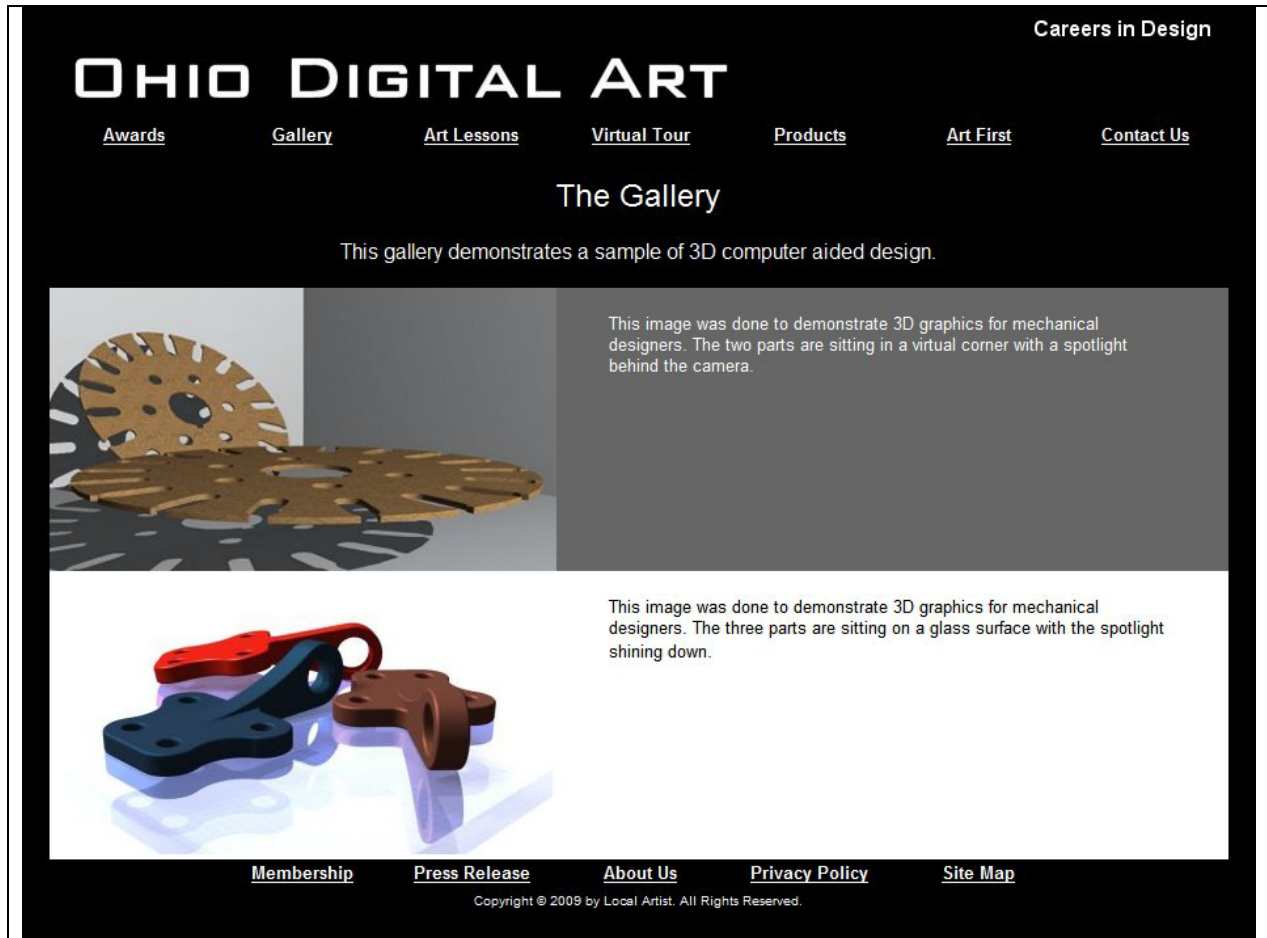 Careers in Design
OHIO DIGITAL ART
Awards Gallery Art Lessons Virtual Tour Products Art First Contact Us
The Gallery
This gallery demonstrates a sample of 3D computer aided design.
This image was done to demonstrate 3D graphics for mechanical
designers. The two parts are sitting in a virtual corner with a spotlight
behind the camera.
This image was done to demonstrate 3D graphics for mechanical
designers. The three parts are sitting on a glass surface with the spotlight
shining down.
Membership Press Release About Us Privacy Policy Site Map
Copyright © 2009 by Local Artist. All Rights Reserved.